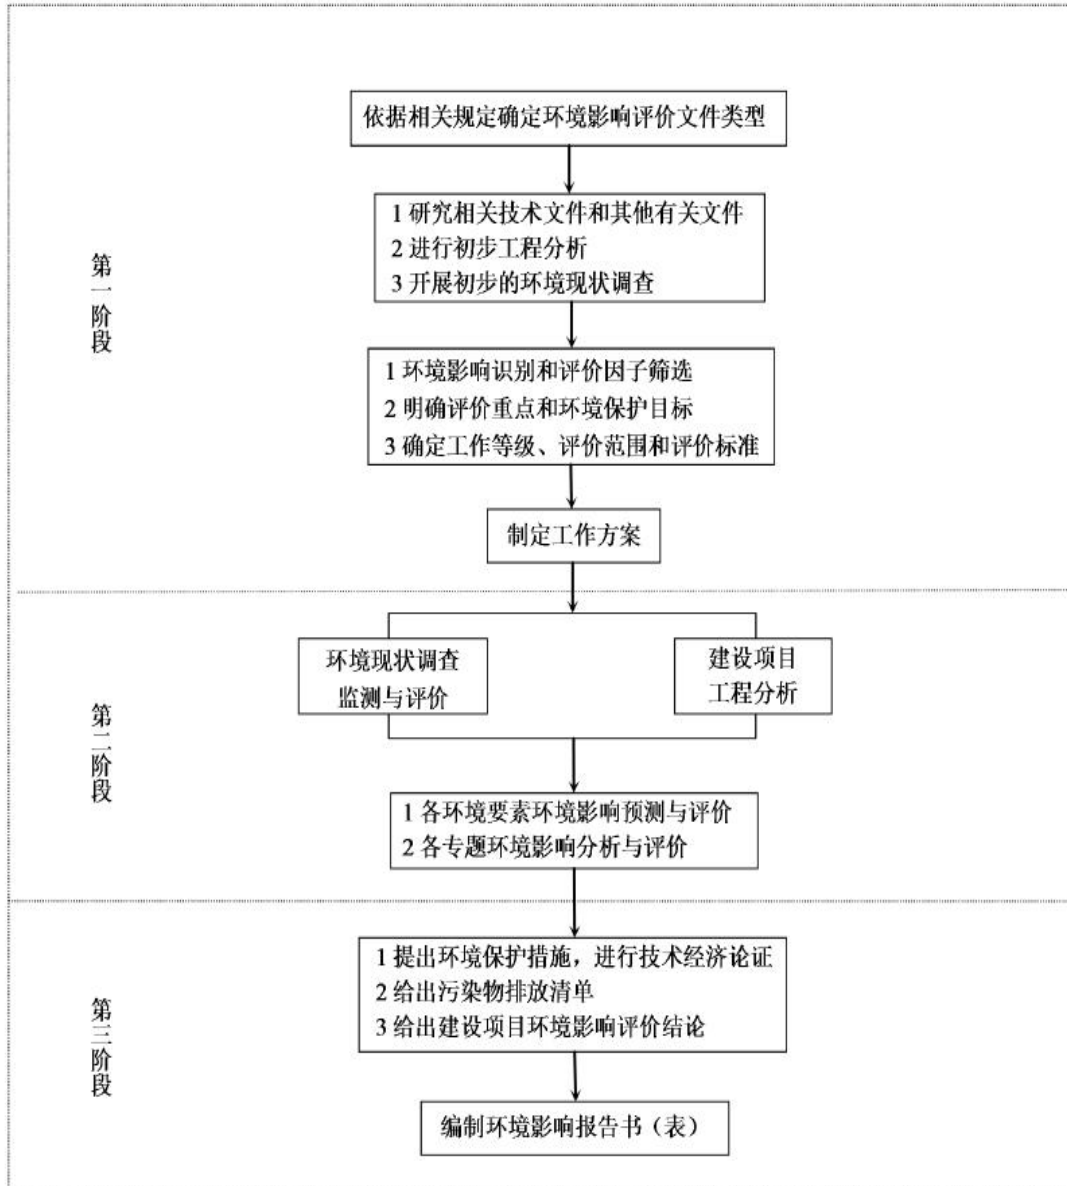 依据相关规定确定环境影响评价文件类型
1 研究相关技术文件和其他有关文件
2 进行初步工程分析
3 开展初步的环境现状调查
第一阶段
1 环境影响识别和评价因子筛选
2 明确评价重点和环境保护目标
3 确定工作等级、评价范围和评价标准
制定工作方案
环境现状调查
监测与评价
建设项目
工程分析
第二阶段
1 各环境要素环境影响预测与评价
2 各专题环境影响分析与评价
第三阶段
1 提出环境保护措施，进行技术经济论证
2 给出污染物排放清单
3 给出建设项目环境影响评价结论
编制环境影响报告书（表）